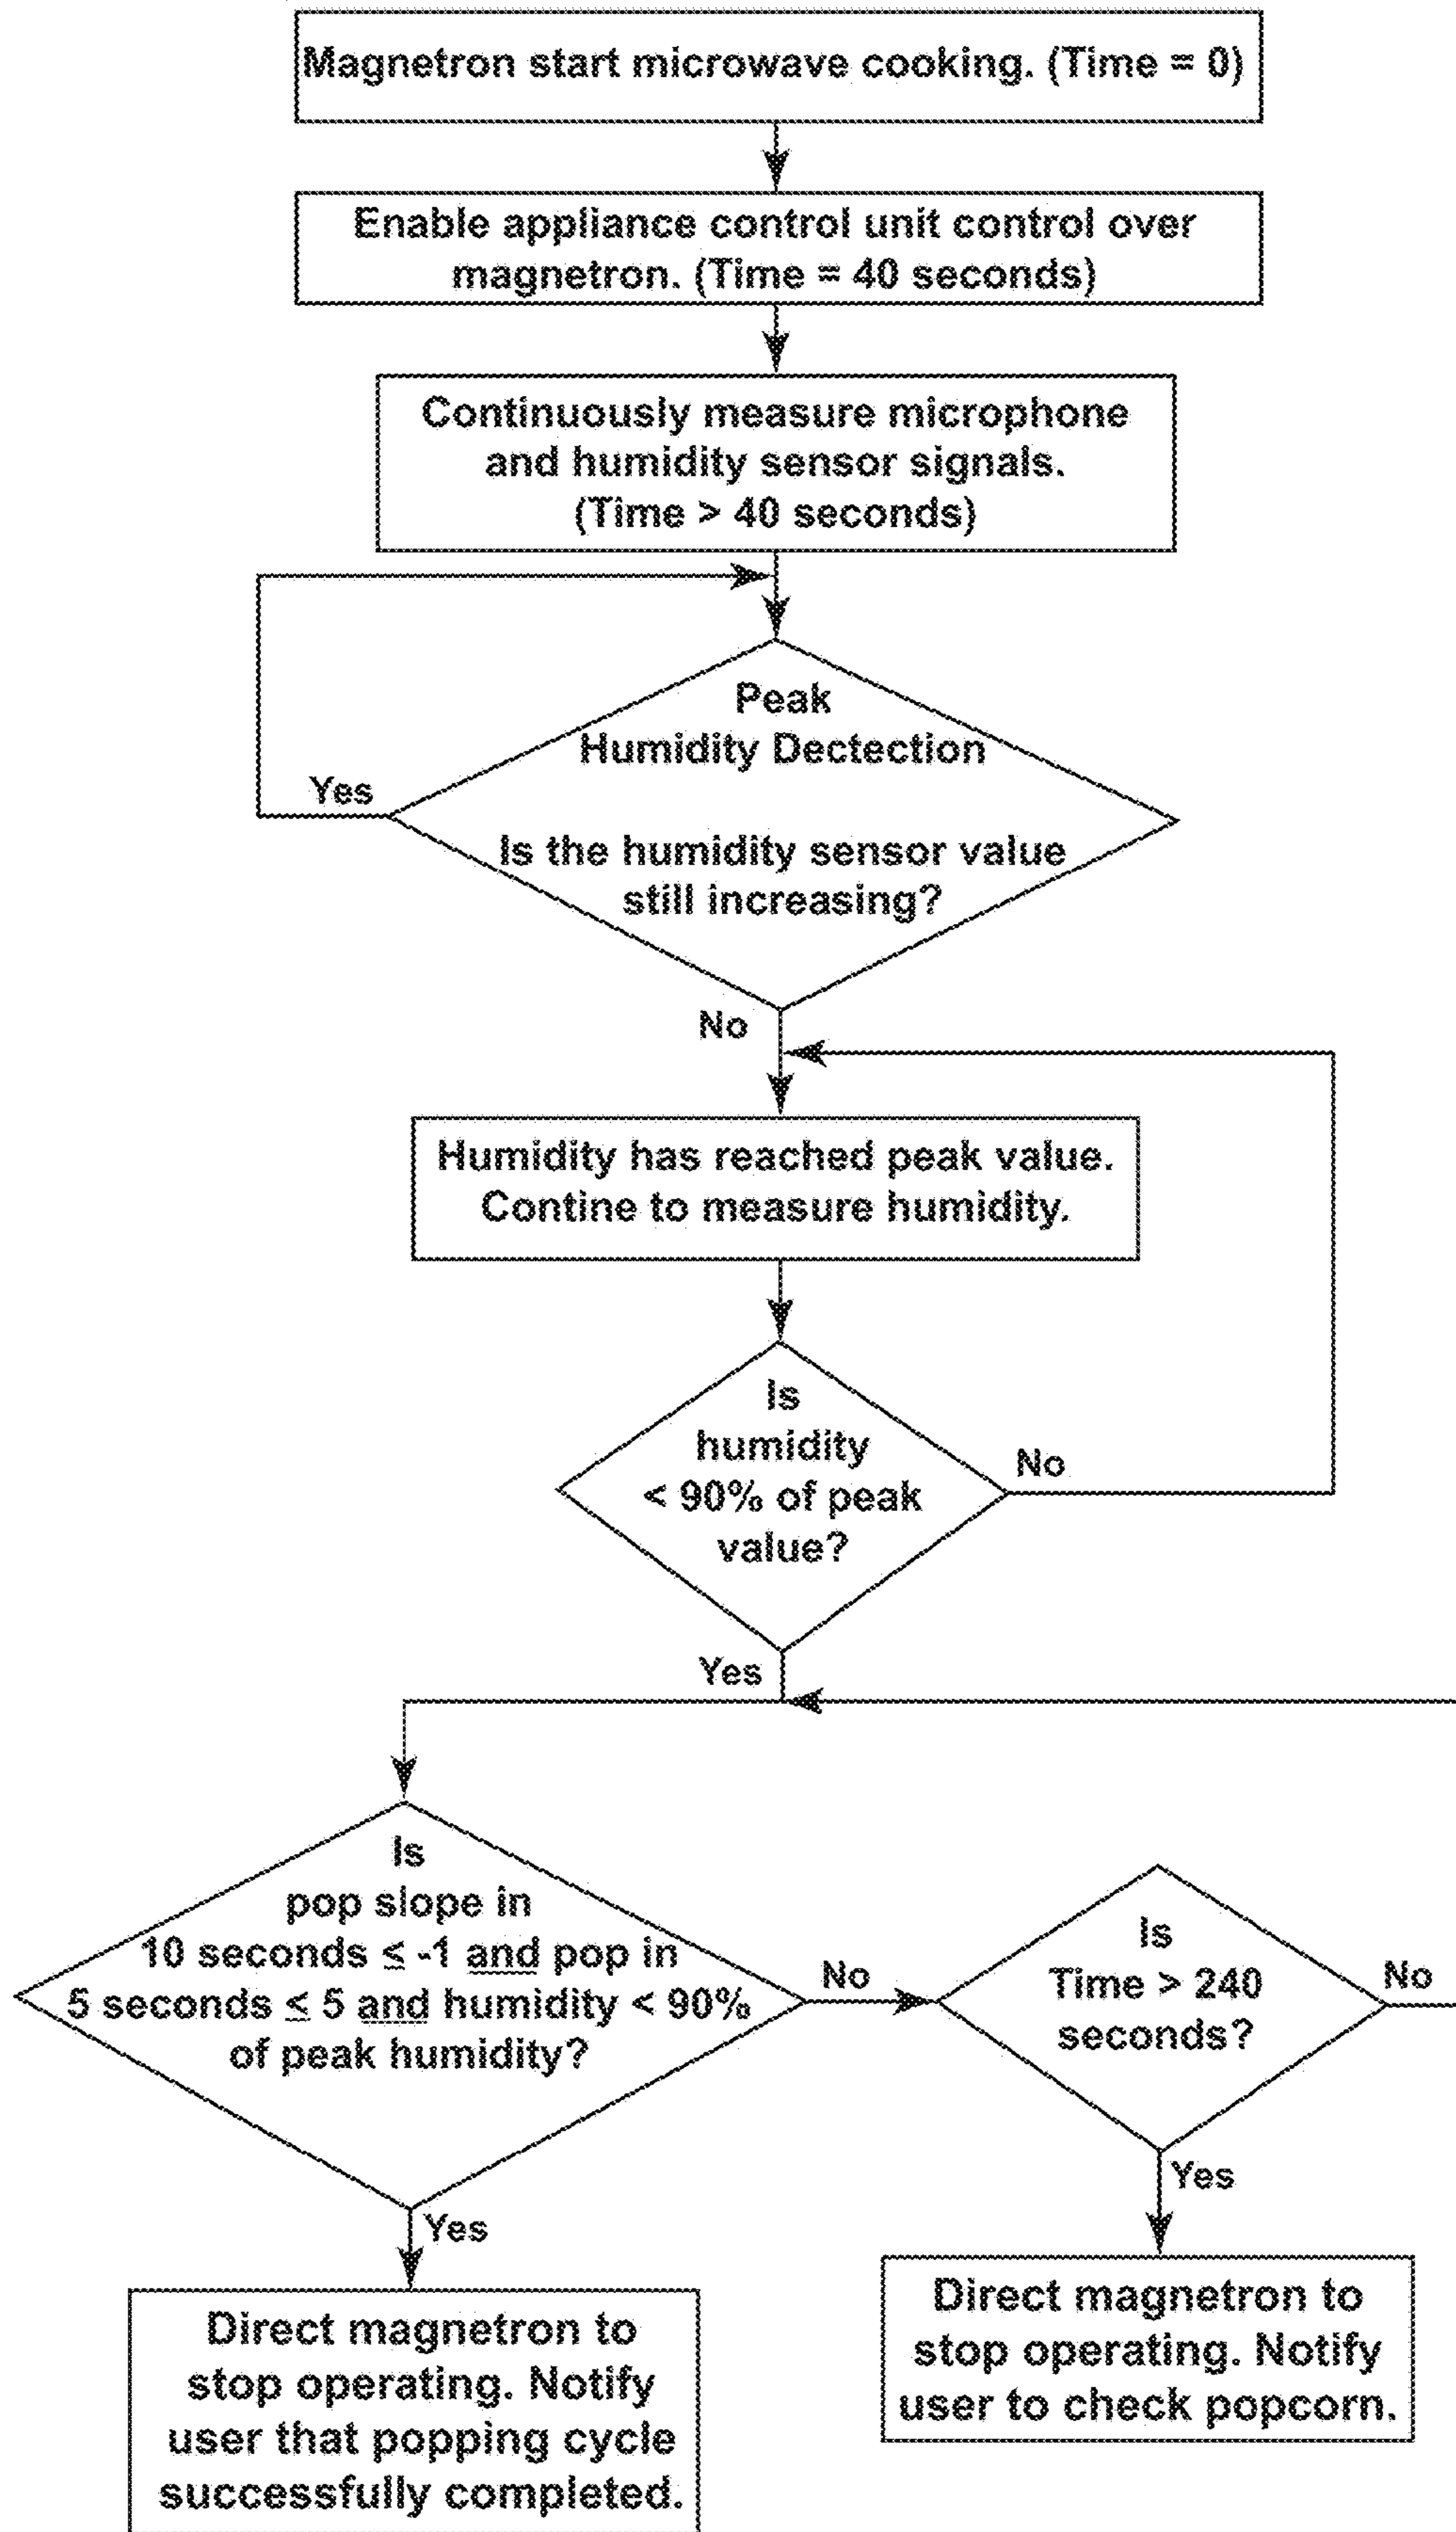 Magnetron start microwave cooking. (Time = 0)
Enable appliance control unit control over
magnetron. (Time = 40 seconds)
Continuously measure microphone
and humidity sensor signals.
(Time > 40 seconds)
Peak
Humidity Dectection
Yes
Is the humidity sensor value
still increasing?
No
Humidity has reached peak value.
Contine to measure humidity.
Is
humidity
< 90% of peak
value?
No
Yes
Is
pop slope in
10 seconds ≤ -1 and pop in
5 seconds ≤ 5 and humidity < 90%
of peak humidity?
No
Is
Time > 240
seconds?
No
Yes
Yes
Direct magnetron to
stop operating. Notify
user that popping cycle
successfully completed.
Direct magnetron to
stop operating. Notify
user to check popcorn.